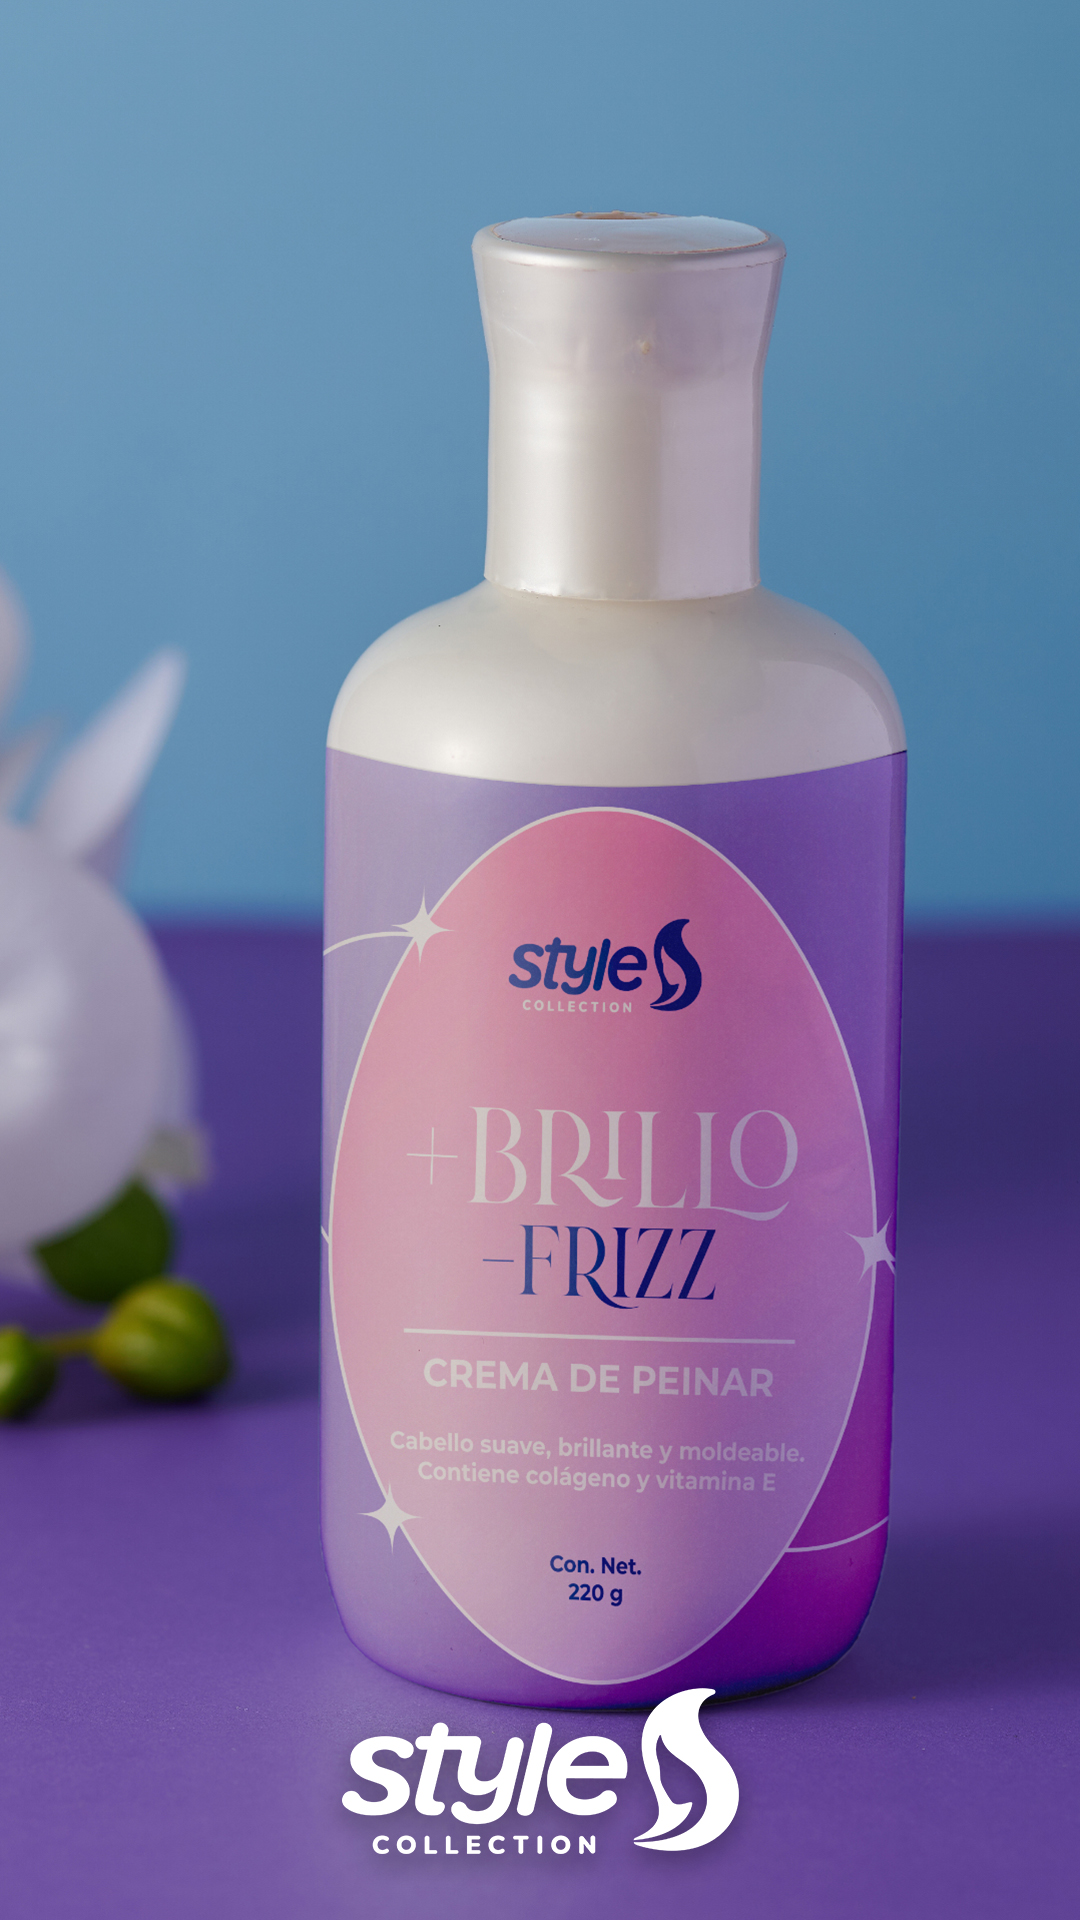 style
COLLECTION
+BRILLO
-FRIZZ
CREMA DE PEINAR
Cabello suave, brillante y moldeable.
Contiene colágeno y vitamina E
Con. Net.
220 g
style
COLLECTION